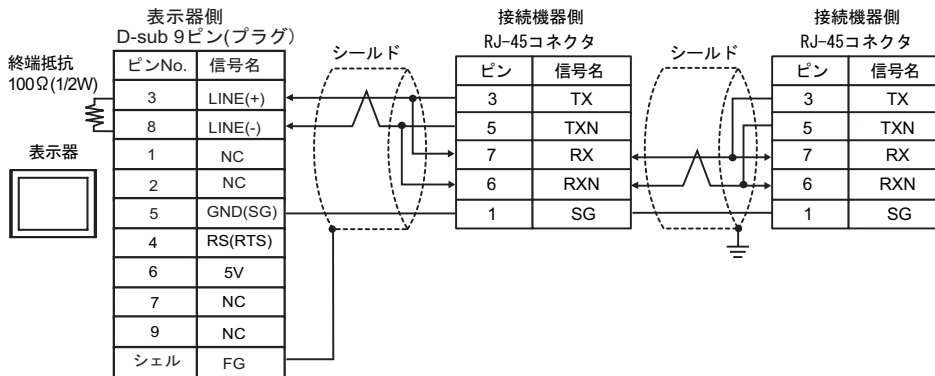 表示器側
D-sub 9ピン(プラグ)
終端抵抗
100Ω(1/2W)
表示器
ピンNo. 信号名
3 LINE(+)
8 LINE(-)
1 NC
2 NC
5 GND(SG)
4 RS(RTS)
6 5V
7 NC
9 NC
シェル FG
シールド
接続機器側
RJ-45コネクタ
ピン 信号名
3 TX
5 TXN
7 RX
6 RXN
1 SG
シールド
接続機器側
RJ-45コネクタ
ピン 信号名
3 TX
5 TXN
7 RX
6 RXN
1 SG